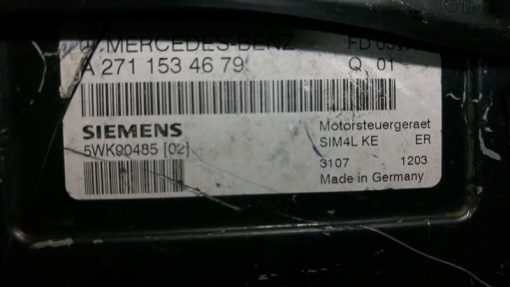 MERCEDES-BENZ FD
A 271 153 46 79 Q 01
SIEMENS Motorsteuergeraet
5WK90485 [02] SIM4L KE ER
3107 1203
Made in Germany